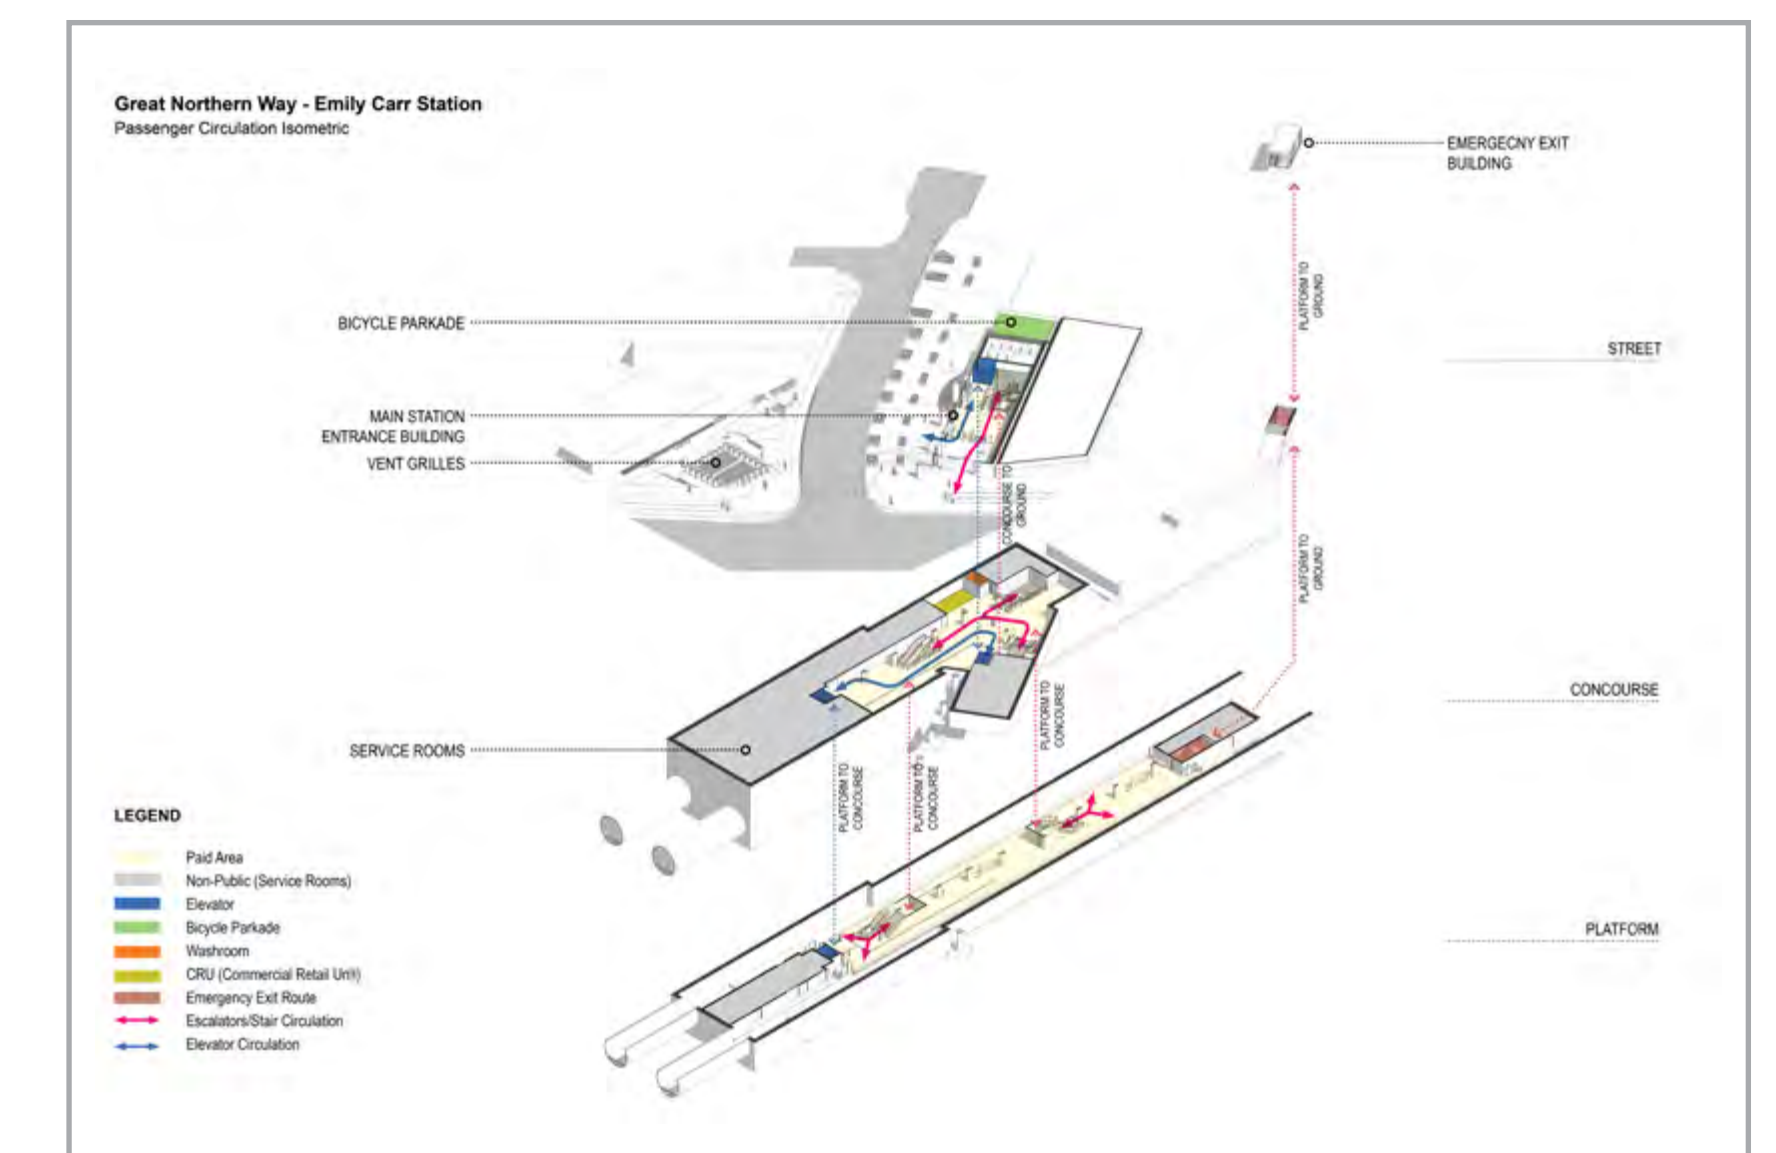 Great Northern Way - Emily Carr Station
Passenger Circulation Isometric
EMERGECNY EXIT
BUILDING
PLATFORM TO
GROUND
BICYCLE PARKADE
STREET
MAIN STATION
ENTRANCE BUILDING
VENT GRILLES
CONCOURSE TO
GROUND
PLATFORM TO
GROUND
CONCOURSE
PLATFORM TO
CONCOURSE
SERVICE ROOMS
PLATFORM TO
CONCOURSE
PLATFORM TO
CONCOURSE
PLATFORM
LEGEND
Paid Area
Non-Public (Service Rooms)
Elevator
Bicycle Parkade
Washroom
CRU (Commercial Retail Unit)
Emergency Exit Route
Escalators/Stair Circulation
Elevator Circulation